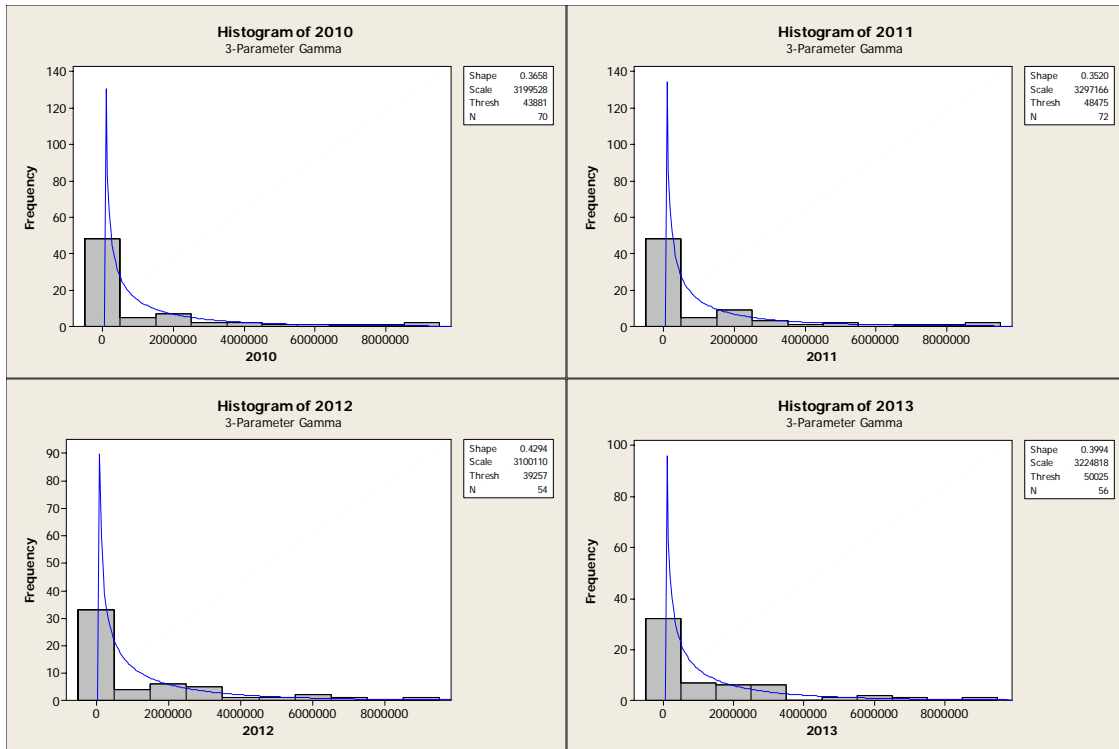 Histogram of 2010
3-Parameter Gamma
Shape 0.3658
Scale 3199528
Thresh 43881
N 70
Frequency
140
120
100
80
60
40
20
0
0 2000000 4000000 6000000 8000000
2010
Histogram of 2011
3-Parameter Gamma
Shape 0.3520
Scale 3297166
Thresh 48475
N 72
Frequency
140
120
100
80
60
40
20
0
0 2000000 4000000 6000000 8000000
2011
Histogram of 2012
3-Parameter Gamma
Shape 0.4294
Scale 3100110
Thresh 39257
N 54
Frequency
90
80
70
60
50
40
30
20
10
0
0 2000000 4000000 6000000 8000000
2012
Histogram of 2013
3-Parameter Gamma
Shape 0.3994
Scale 3224818
Thresh 50025
N 56
Frequency
100
80
60
40
20
0
0 2000000 4000000 6000000 8000000
2013